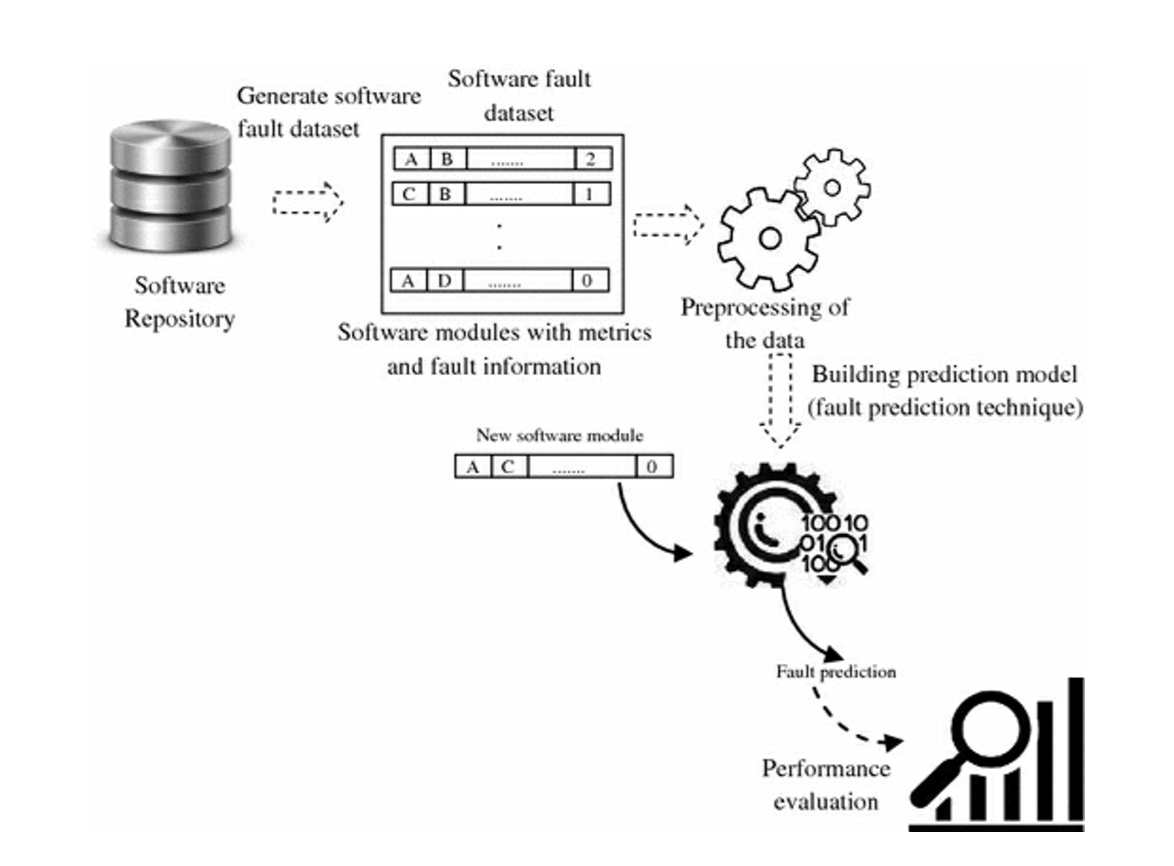 Generate software
fault dataset
Software fault
dataset
A B ....... 2
C B ....... 1
.
.
A D ....... 0
Software
Repository
Software modules with metrics
and fault information
Preprocessing of
the data
Building prediction model
(fault prediction technique)
New software module
A C ....... 0
10010
01 1
100
Fault prediction
Performance
evaluation